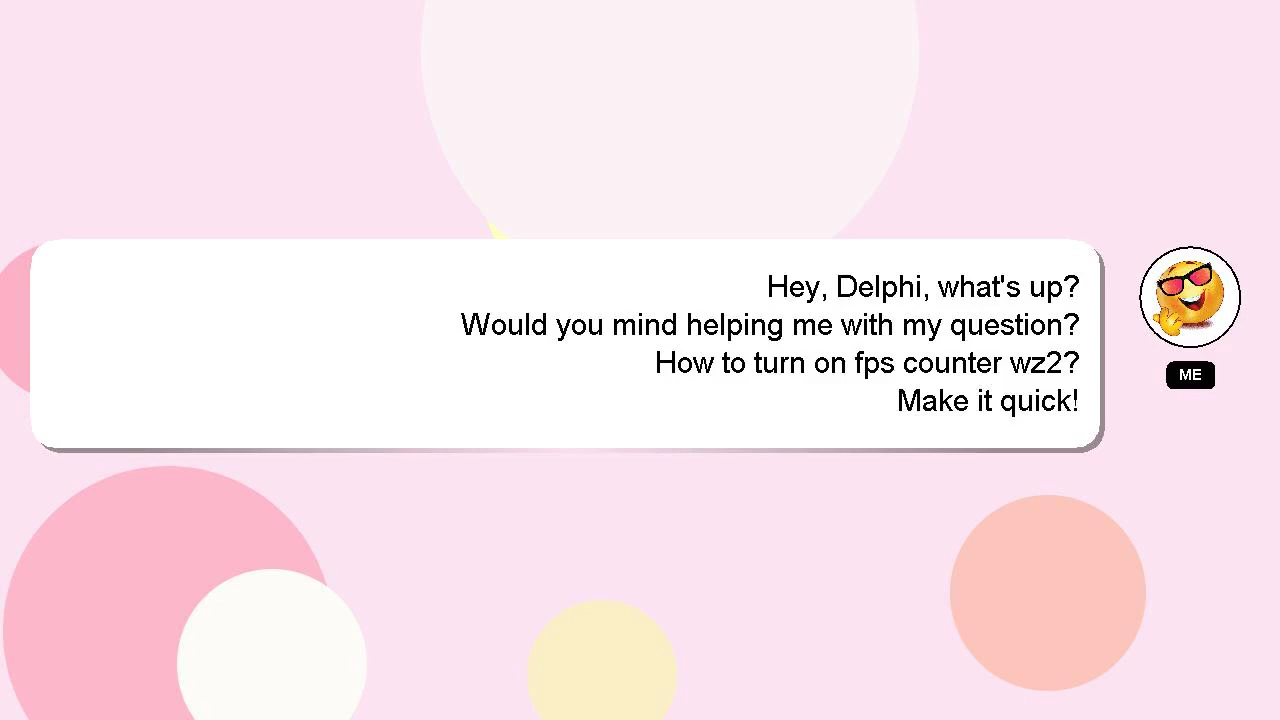 Hey, Delphi, what's up?
Would you mind helping me with my question?
How to turn on fps counter wz2?
Make it quick!
ME